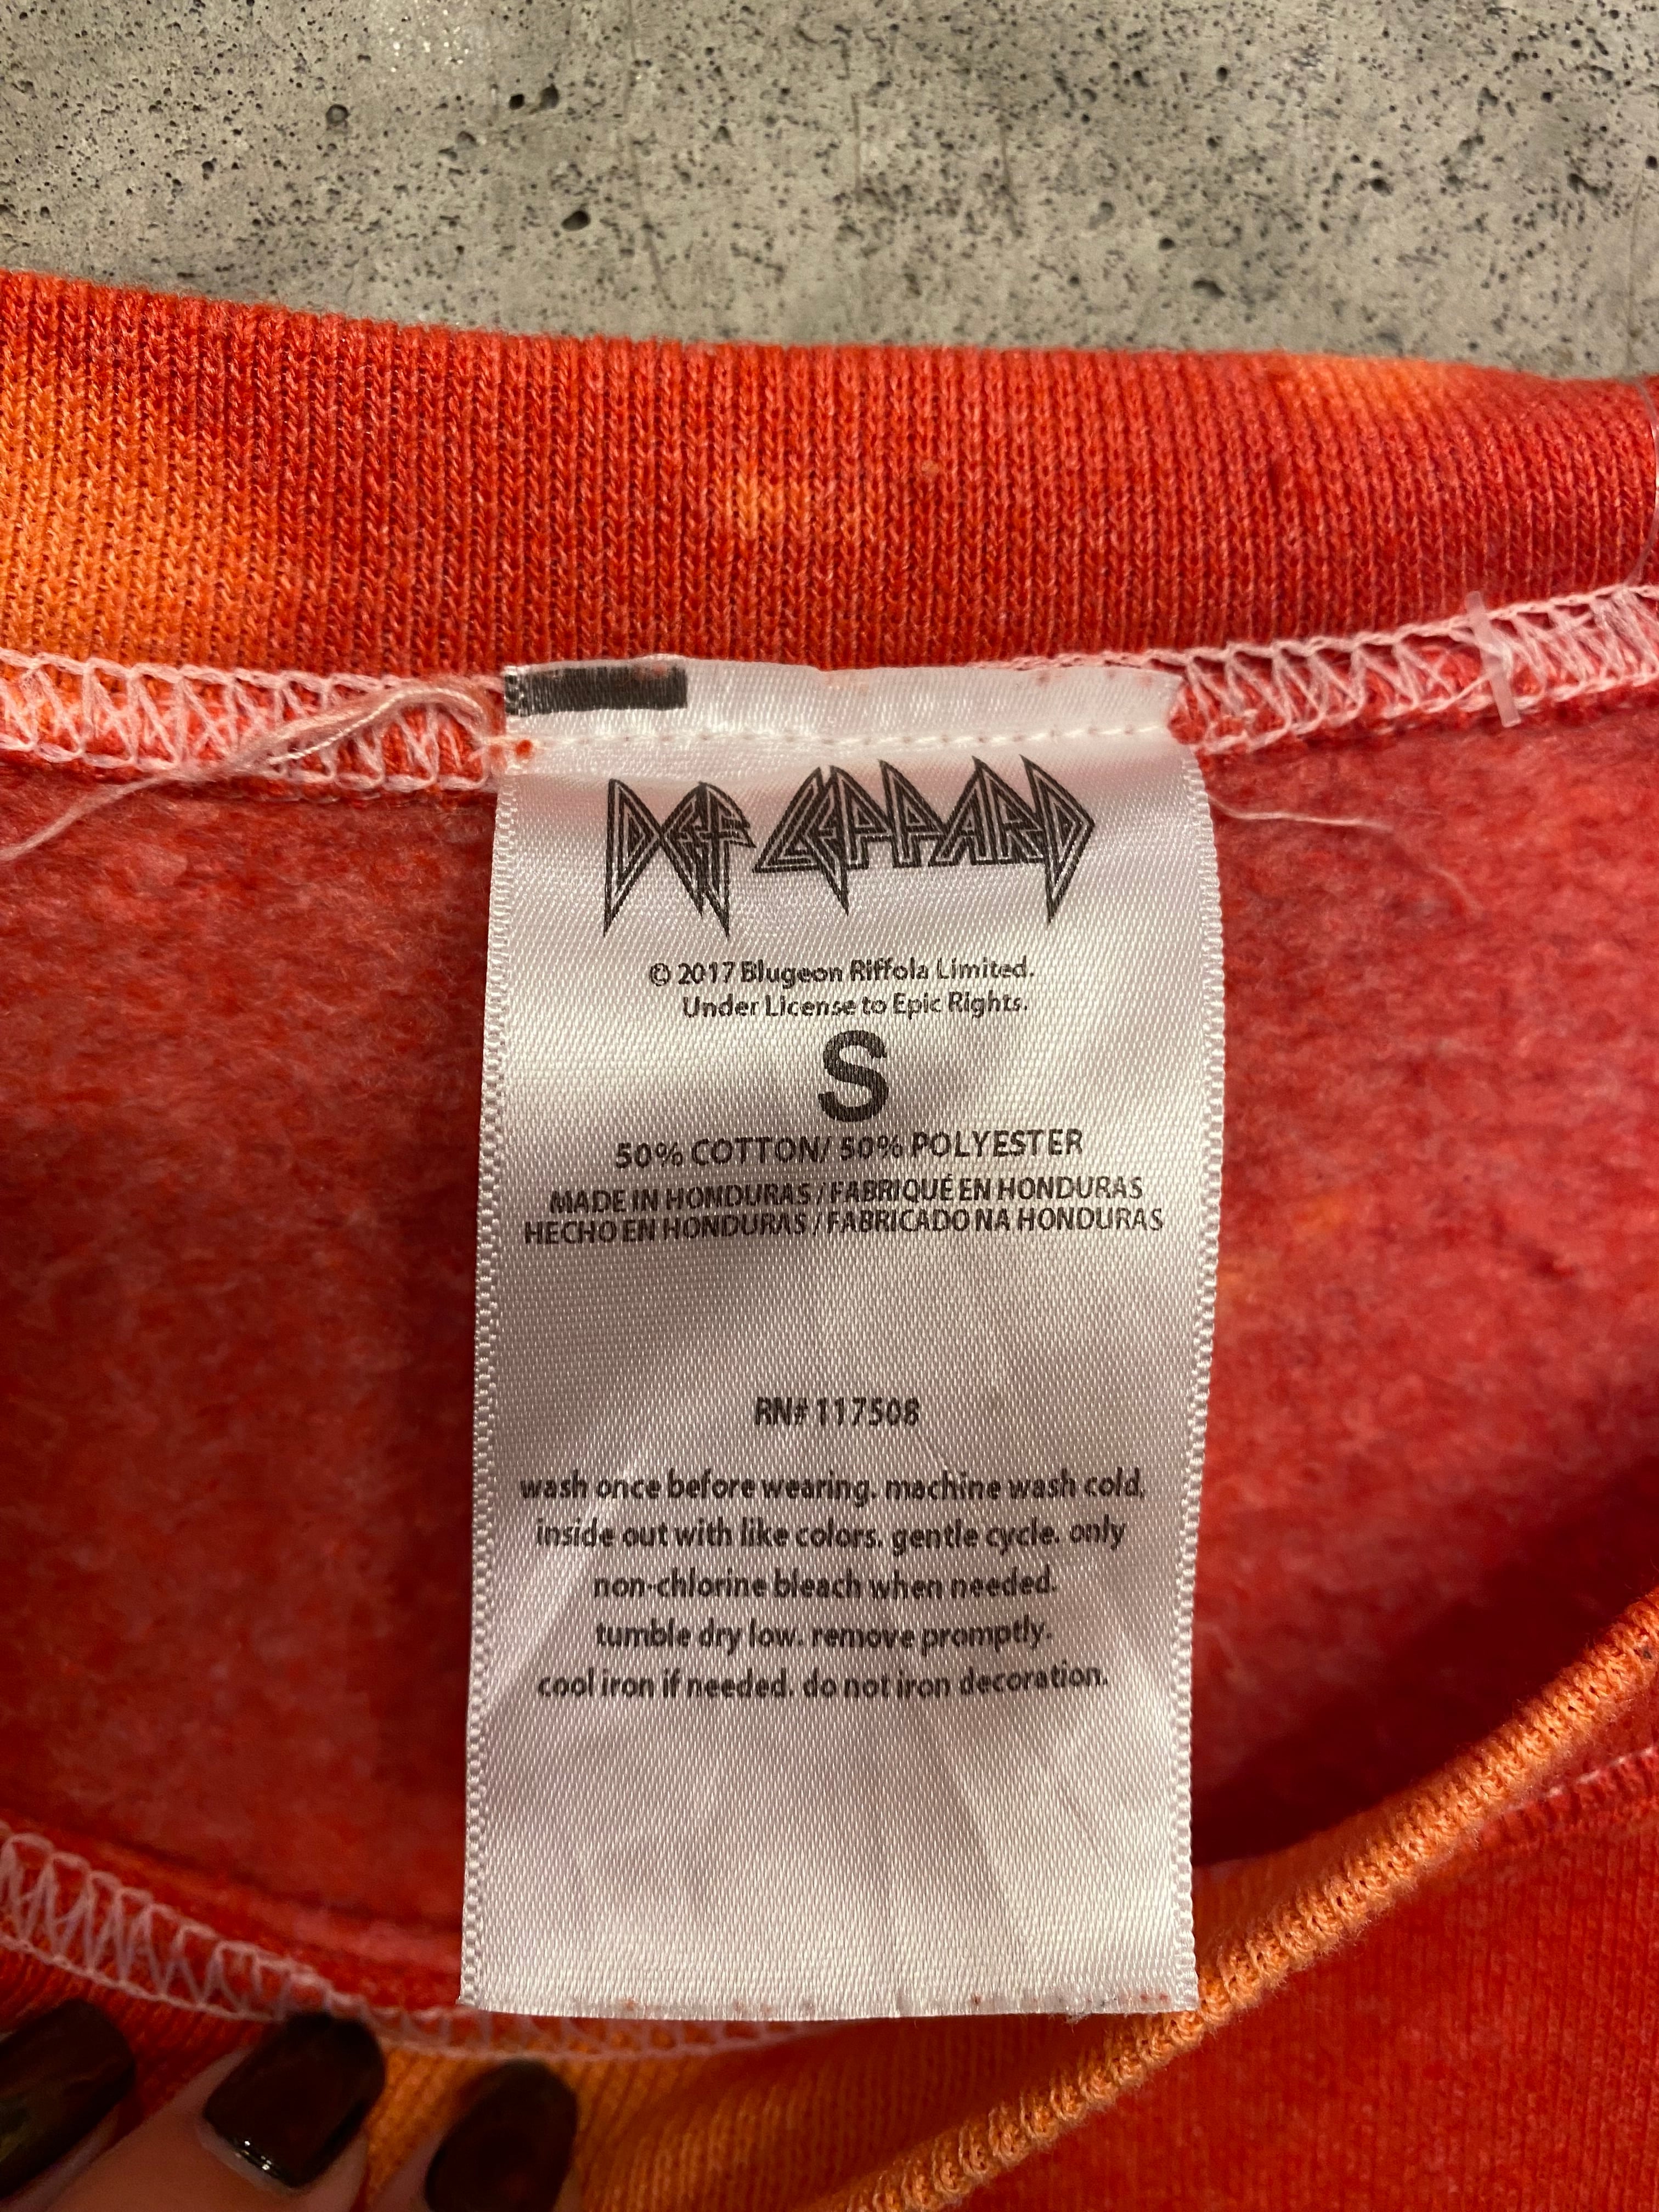 DEF LEPPARD
© 2017 Blugeon Riffola Limited.
Under License to Epic Rights.
S
50% COTTON/ 50% POLYESTER
MADE IN HONDURAS / FABRIQUÉ EN HONDURAS
HECHO EN HONDURAS / FABRICADO NA HONDURAS
RN# 117508
wash once before wearing. machine wash cold,
inside out with like colors. gentle cycle. only
non-chlorine bleach when needed.
tumble dry low. remove promptly.
cool iron if needed. do not iron decoration.